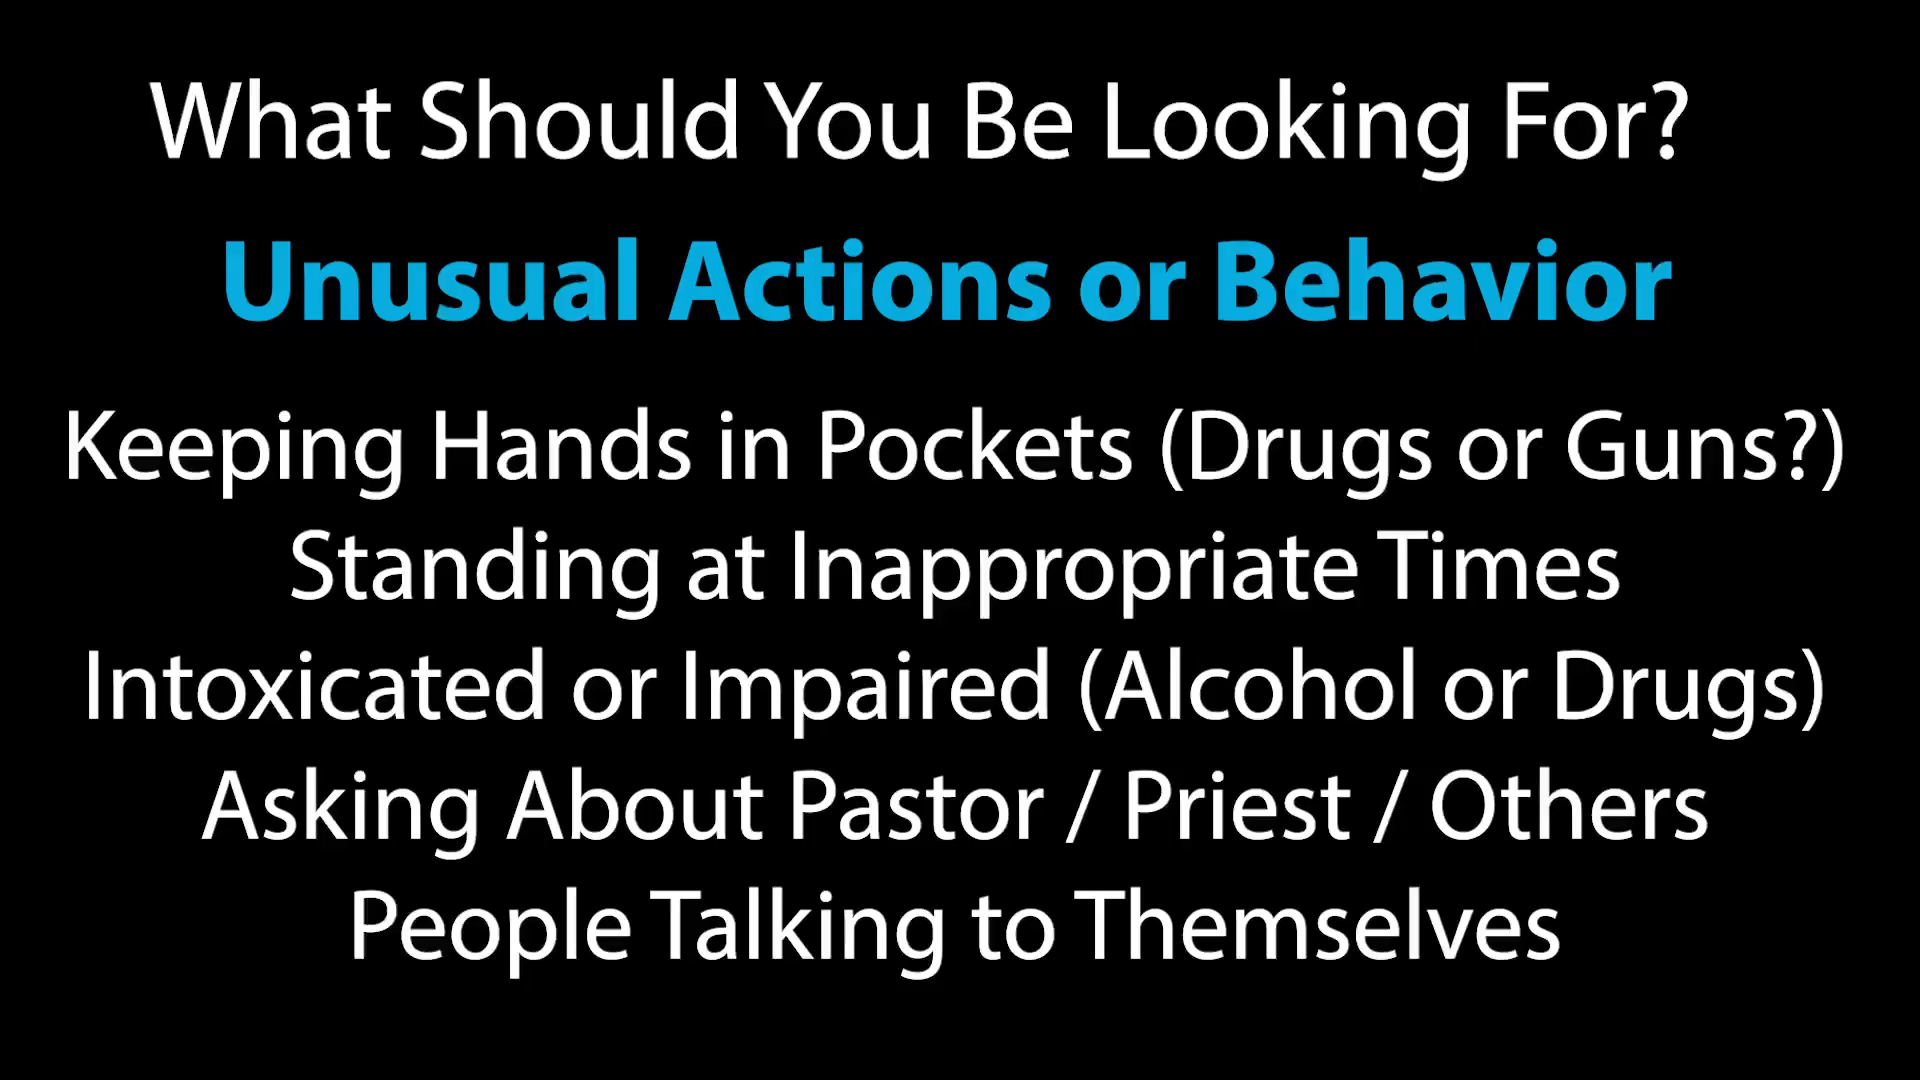 What Should You Be Looking For?
Unusual Actions or Behavior
Keeping Hands in Pockets (Drugs or Guns?)
Standing at Inappropriate Times
Intoxicated or Impaired (Alcohol or Drugs)
Asking About Pastor / Priest / Others
People Talking to Themselves